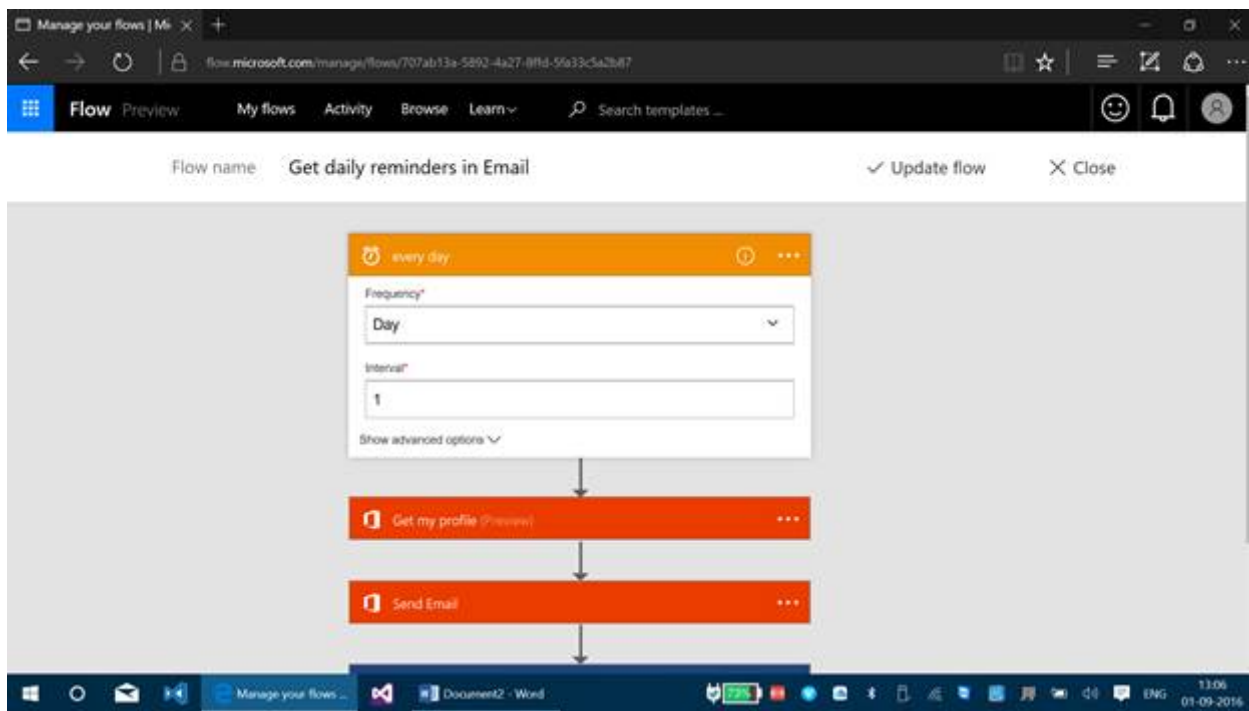 Manage your flows | Mi
flow.microsoft.com/manage/flows/707ab13a-5892-4a27-8ffd-5fa33c5a2b87
Flow Preview My flows Activity Browse Learn Search templates ...
Flow name Get daily reminders in Email Update flow Close
every day
Frequency*
Day
Interval*
1
Show advanced options
Get my profile (Preview)
Send Email
Manage your flows ... Document2 - Word 73% ENG 13:06
01-09-2016